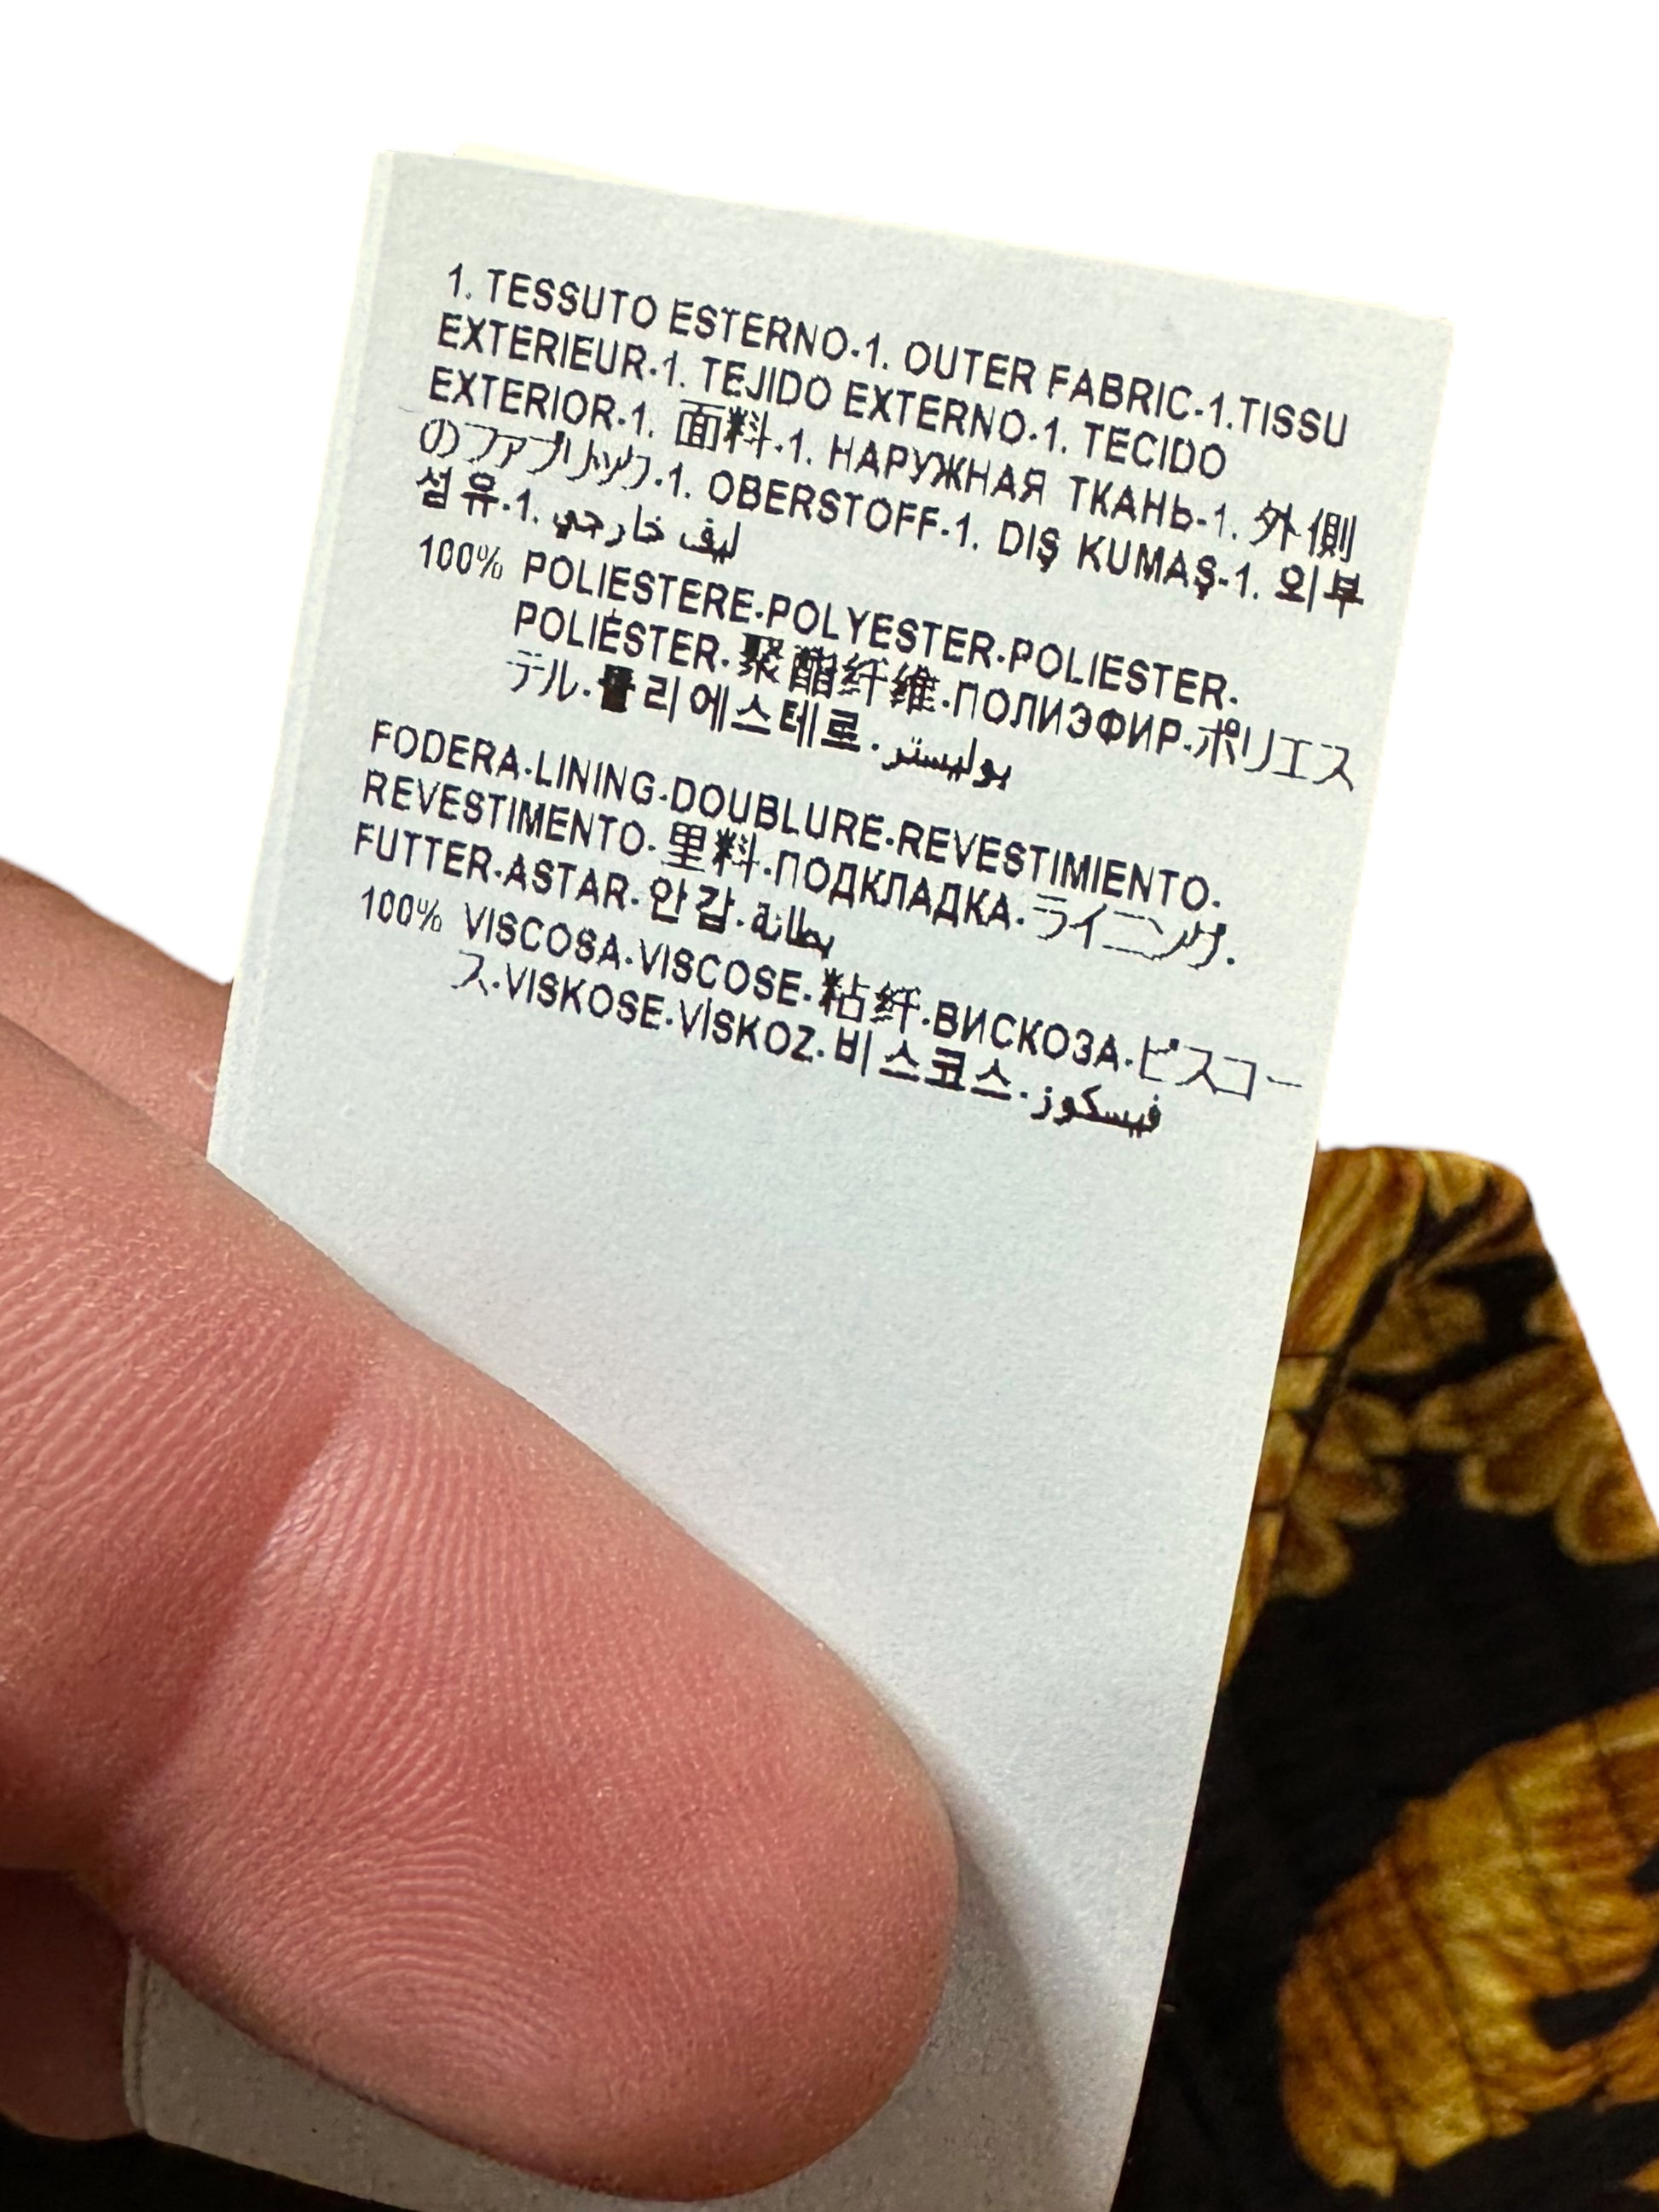 1. TESSUTO ESTERNO-1. OUTER FABRIC-1.TISSU
EXTERIEUR-1. TEJIDO EXTERNO-1. TECIDO
EXTERIOR-1. 面料-1. НАРУЖНАЯ ТКАНЬ-1. 外側
のファブリック-1. OBERSTOFF-1. DIŞ KUMAŞ-1. 외부
섬유-1. ليف خارجي
100% POLIESTERE-POLYESTER-POLIESTER-
POLIÉSTER-聚酯纤维-ПОЛИЭФИР-ポリエス
テル-폴리에스테르-بوليستر
FODERA-LINING-DOUBLURE-REVESTIMIENTO-
REVESTIMENTO-里料-ПОДКЛАДКА-ライニング-
FUTTER-ASTAR-안감-بطانة
100% VISCOSA-VISCOSE-粘纤-ВИСКОЗА-ビスコー
ス-VISKOSE-VİSKOZ-비스코스-فيسكوز